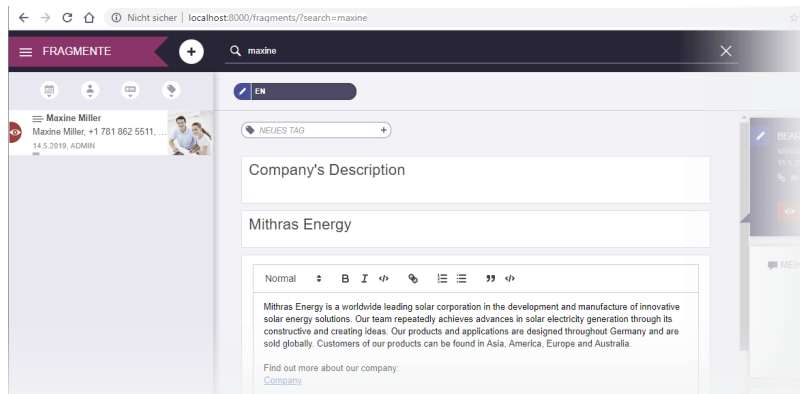 Nicht sicher | localhost:8000/fragments/?search=maxine
FRAGMENTE
+
maxine
EN
Maxine Miller
Maxine Miller, +1 781 862 5511, ...
14.5.2019, ADMIN
NEUES TAG +
Company's Description
Mithras Energy
Normal B I
Mithras Energy is a worldwide leading solar corporation in the development and manufacture of innovative
solar energy solutions. Our team repeatedly achieves advances in solar electricity generation through its
constructive and creating ideas. Our products and applications are designed throughout Germany and are
sold globally. Customers of our products can be found in Asia, America, Europe and Australia.
Find out more about our company:
Company
BEAR
MEIN